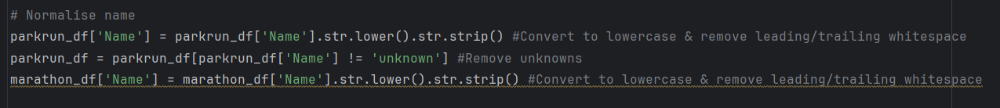 # Normalise name
parkrun_df['Name'] = parkrun_df['Name'].str.lower().str.strip() #Convert to lowercase & remove leading/trailing whitespace
parkrun_df = parkrun_df[parkrun_df['Name'] != 'unknown'] #Remove unknowns
marathon_df['Name'] = marathon_df['Name'].str.lower().str.strip() #Convert to lowercase & remove leading/trailing whitespace